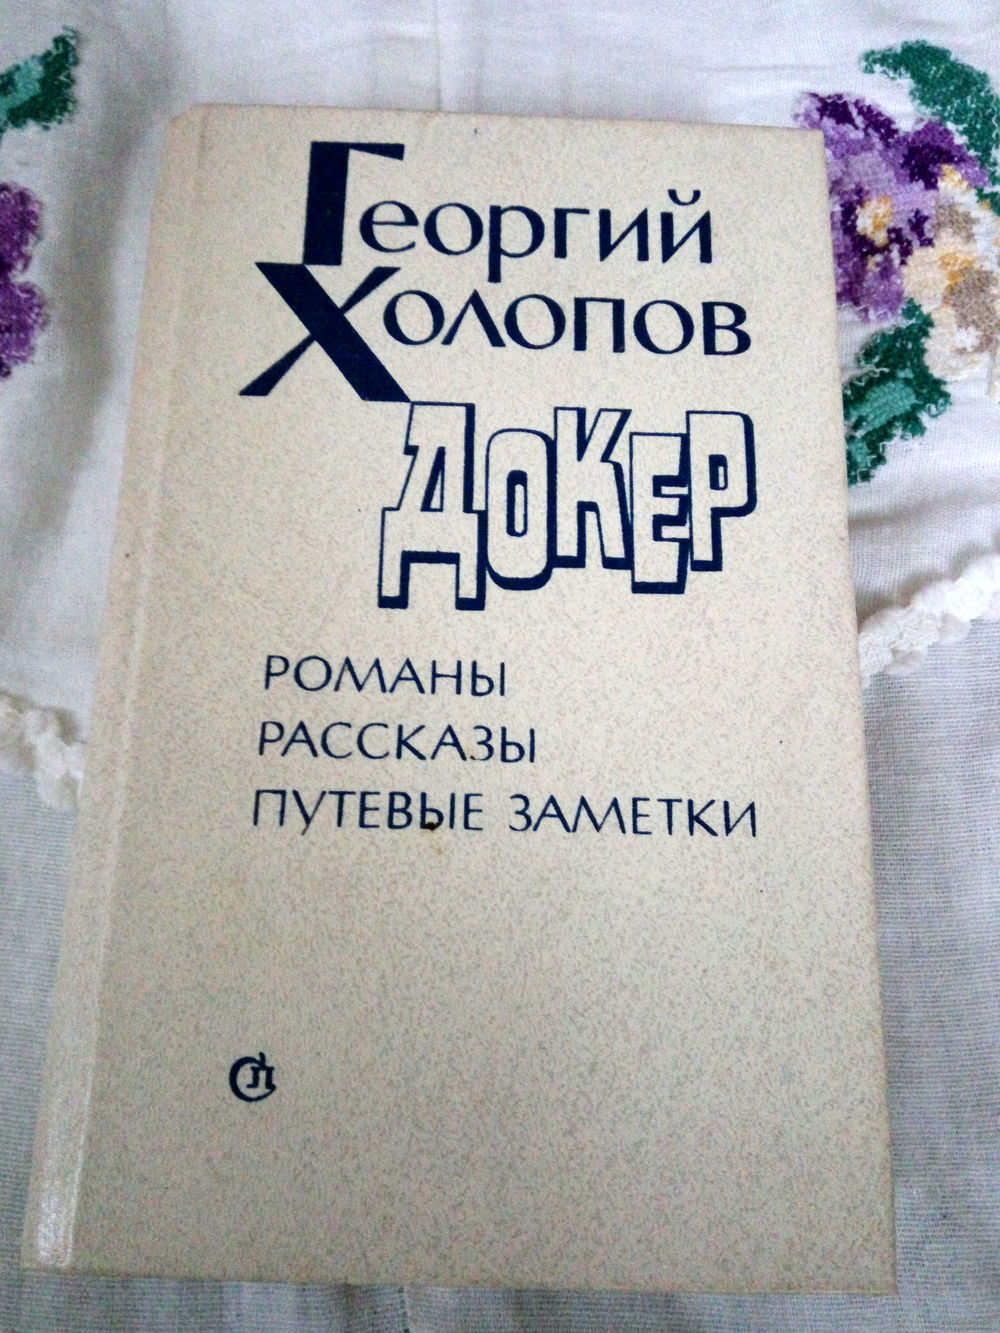 Георгий
Холопов
ДОКЕР
РОМАНЫ
РАССКАЗЫ
ПУТЕВЫЕ ЗАМЕТКИ